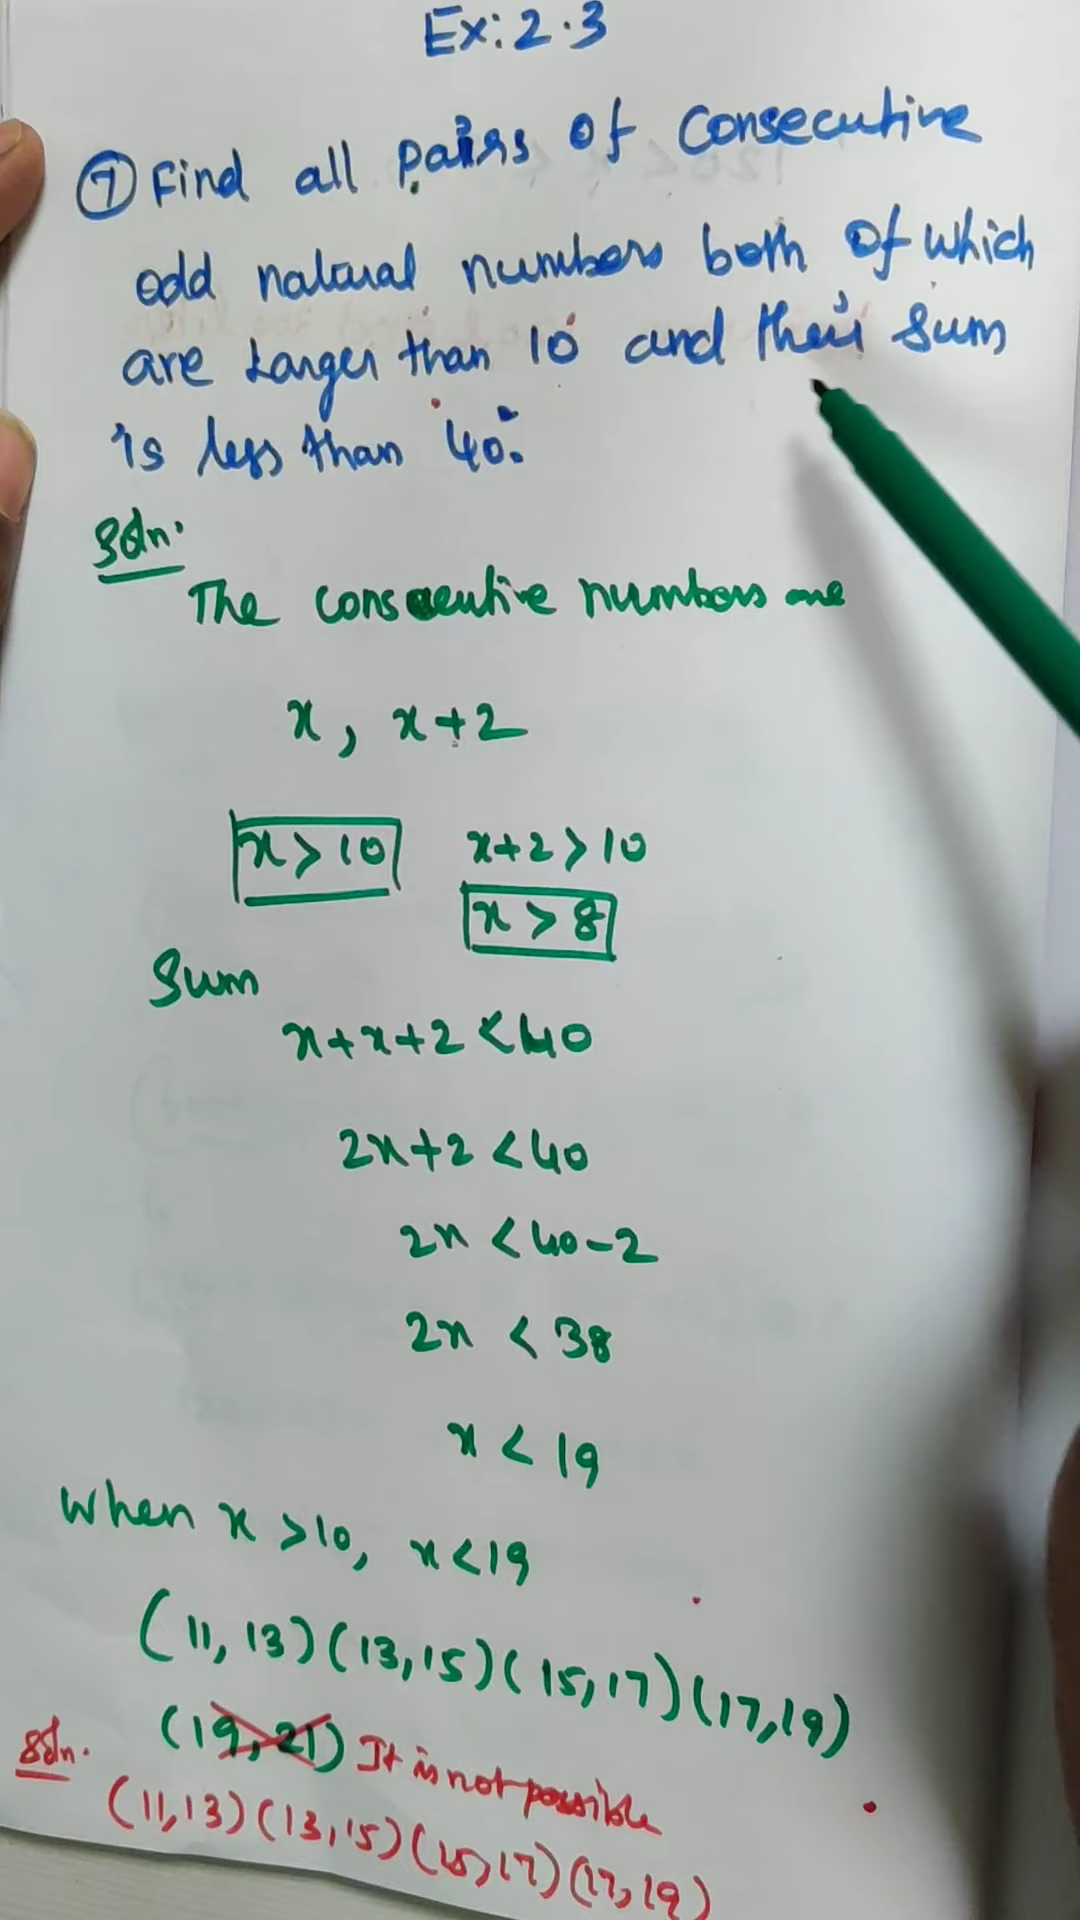 Ex: 2.3
⑦ Find all pairs of consecutive
odd natural numbers both of which
are Larger than 10 and their sum
is less than 40.
Soln.
The consecutive numbers are
x, x+2
x > 10 x+2 > 10
x > 8
Sum
x+x+2 < 40
2x+2 < 40
2x < 40-2
2x < 38
x < 19
when x > 10, x < 19
(11, 13) (13, 15) (15, 17) (17, 19)
(19, 21) It is not possible
Soln.
(11, 13) (13, 15) (15, 17) (17, 19)